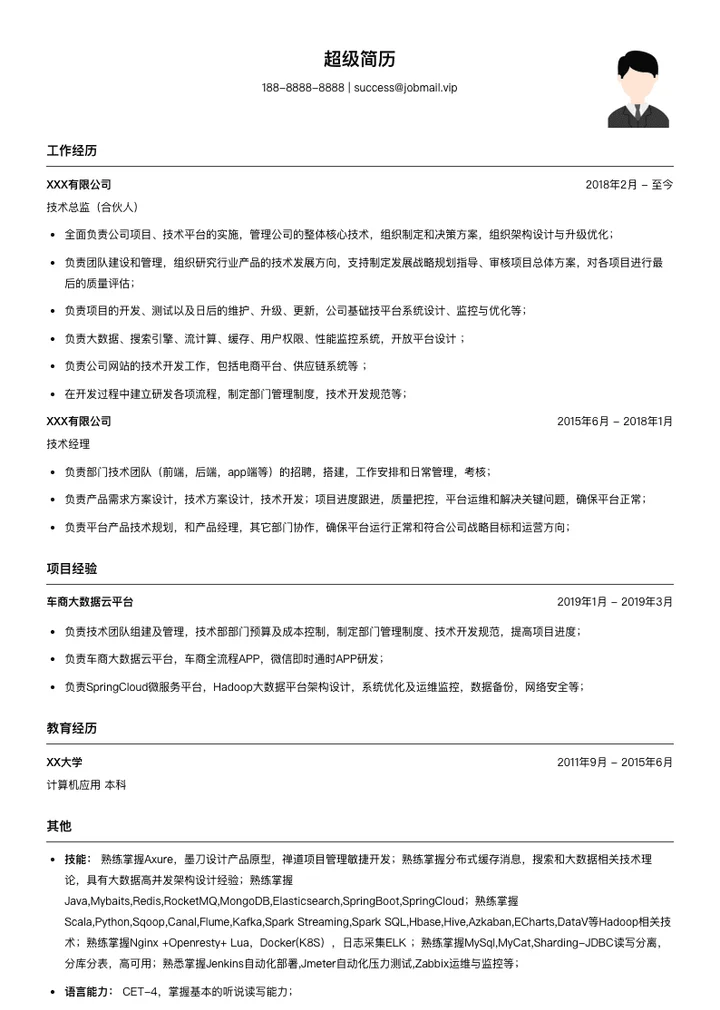 超级简历
188-8888-8888 | success@jobmail.vip
工作经历
XXX有限公司 2018年2月 - 至今
技术总监（合伙人）
• 全面负责公司项目、技术平台的实施，管理公司的整体核心技术，组织制定和决策方案，组织架构设计与升级优化；
• 负责团队建设和管理，组织研究行业产品的技术发展方向，支持制定发展战略规划指导、审核项目总体方案，对各项目进行最
后的质量评估；
• 负责项目的开发、测试以及日后的维护、升级、更新，公司基础技平台系统设计、监控与优化等；
• 负责大数据、搜索引擎、流计算、缓存、用户权限、性能监控系统，开放平台设计 ；
• 负责公司网站的技术开发工作，包括电商平台、供应链系统等 ；
• 在开发过程中建立研发各项流程，制定部门管理制度，技术开发规范等；
XXX有限公司 2015年6月 - 2018年1月
技术经理
• 负责部门技术团队（前端，后端，app端等）的招聘，搭建，工作安排和日常管理，考核；
• 负责产品需求方案设计，技术方案设计，技术开发；项目进度跟进，质量把控，平台运维和解决关键问题，确保平台正常；
• 负责平台产品技术规划，和产品经理，其它部门协作，确保平台运行正常和符合公司战略目标和运营方向；
项目经验
车商大数据云平台 2019年1月 - 2019年3月
• 负责技术团队组建及管理，技术部部门预算及成本控制，制定部门管理制度、技术开发规范，提高项目进度；
• 负责车商大数据云平台，车商全流程APP，微信即时通时APP研发；
• 负责SpringCloud微服务平台，Hadoop大数据平台架构设计，系统优化及运维监控，数据备份，网络安全等；
教育经历
XX大学 2011年9月 - 2015年6月
计算机应用 本科
其他
• 技能： 熟练掌握Axure，墨刀设计产品原型，禅道项目管理敏捷开发；熟练掌握分布式缓存消息，搜索和大数据相关技术理
论，具有大数据高并发架构设计经验；熟练掌握
Java,Mybaits,Redis,RocketMQ,MongoDB,Elasticsearch,SpringBoot,SpringCloud；熟练掌握
Scala,Python,Sqoop,Canal,Flume,Kafka,Spark Streaming,Spark SQL,Hbase,Hive,Azkaban,ECharts,DataV等Hadoop相关技
术；熟练掌握Nginx +Openresty+ Lua，Docker(K8S），日志采集ELK ；熟练掌握MySql,MyCat,Sharding-JDBC读写分离，
分库分表，高可用；熟悉掌握Jenkins自动化部署,Jmeter自动化压力测试,Zabbix运维与监控等；
• 语言能力： CET-4，掌握基本的听说读写能力；